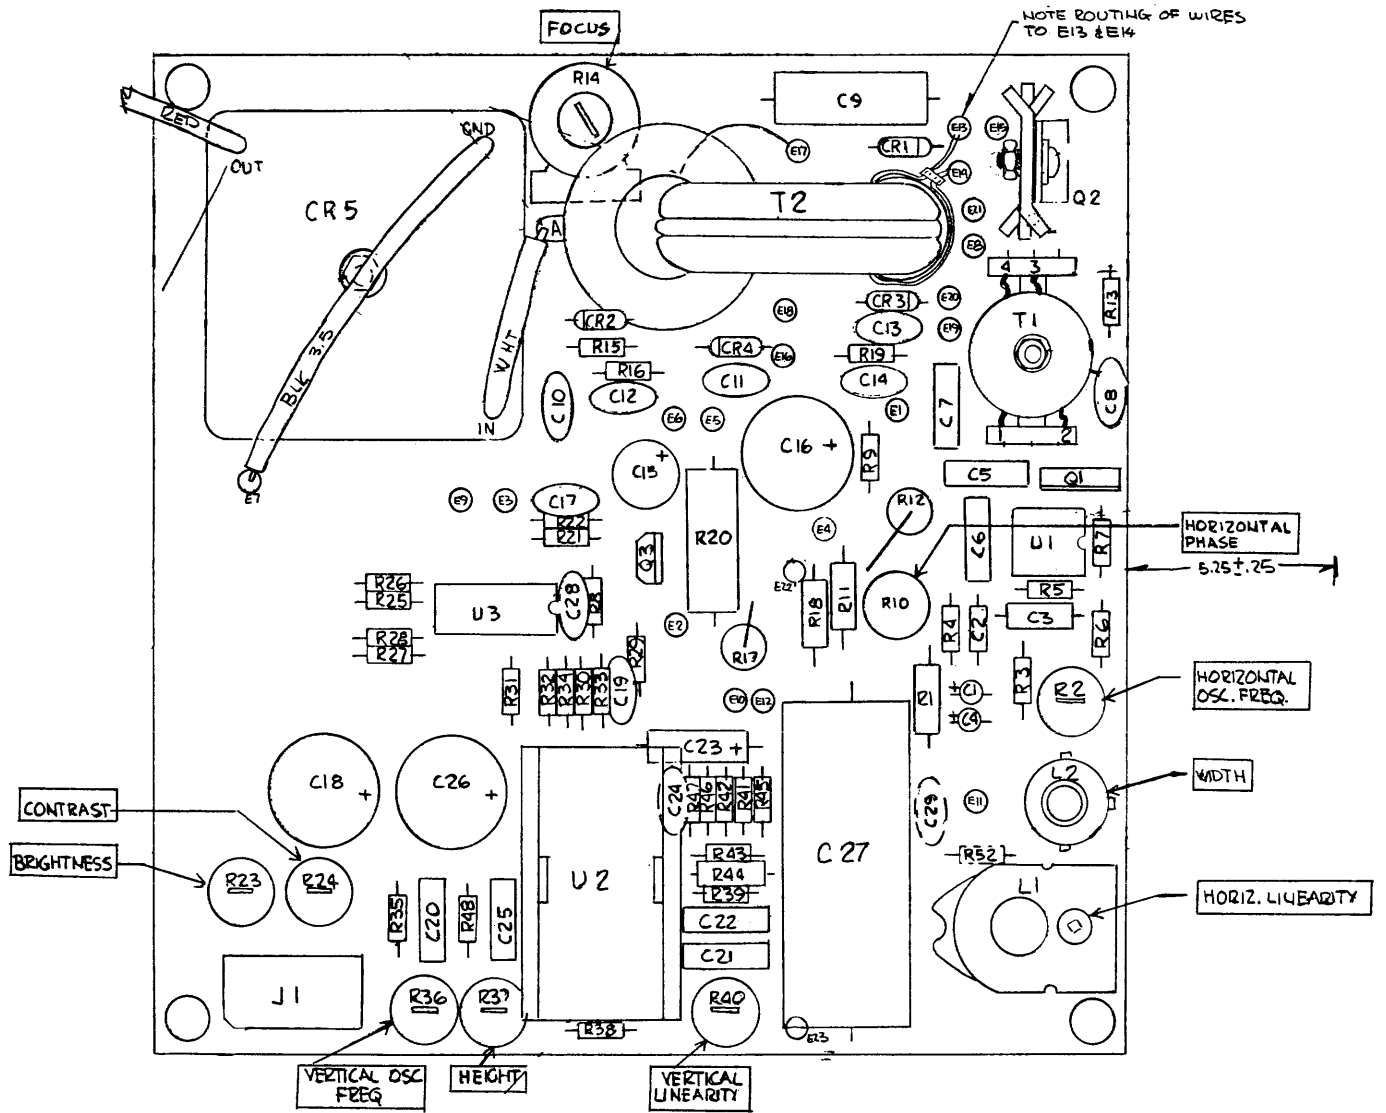 FOCUS
NOTE ROUTING OF WIRES
TO E13 & E14
R14
C9
RED
OUT
GND
CR5
E17
CR1
E13
E15
E14
Q2
T2
A
E21
E8
4 3
BLK 3.5
WHT
IN
E7
CR2
R15
R16
C12
C10
E18
CR4
E16
C11
CR3
E20
C13
E19
R19
C14
T1
R13
C8
1 2
E6
E5
E1
C7
C15
+
C16 +
R9
C5
Q1
E9
E3
C17
R22
R21
Q3
R20
E4
R12
C6
U1
R7
HORIZONTAL
PHASE
5.25±.25
R26
R25
U3
C28
R8
E22
R18
R11
R10
R5
R4
C2
C3
R6
R28
R27
E2
R17
R29
R31
R32
R34
R30
R33
C19
E10
E12
R1
+ C1
+ C4
R3
R2
HORIZONTAL
OSC. FREQ.
C18
+
C26
+
C23 +
C24
R47
R46
R42
R41
R45
C29
E11
L2
WIDTH
CONTRAST
BRIGHTNESS
R23
R24
R43
R44
R39
U2
C27
R52
L1
HORIZ. LINEARITY
R35
C20
R48
C25
C22
C21
J1
R36
R37
R38
R40
E23
VERTICAL OSC
FREQ
HEIGHT
VERTICAL
LINEARITY